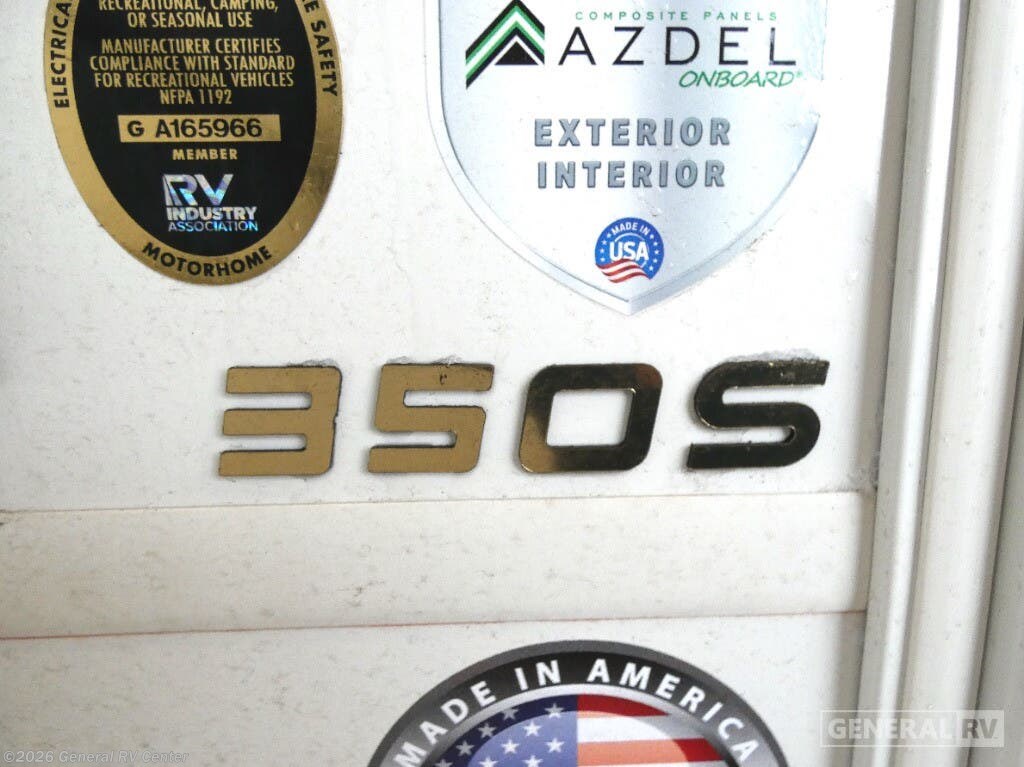 RECREATIONAL, CAMPING,
OR SEASONAL USE
MANUFACTURER CERTIFIES
COMPLIANCE WITH STANDARD
FOR RECREATIONAL VEHICLES
NFPA 1192
G A165966
MEMBER
RV
INDUSTRY
ASSOCIATION
ELECTRICAL
SAFETY
MOTORHOME
COMPOSITE PANELS
AZDEL
ONBOARD®
EXTERIOR
INTERIOR
MADE IN
USA
350S
MADE IN AMERICA
GENERAL RV
©2026 General RV Center